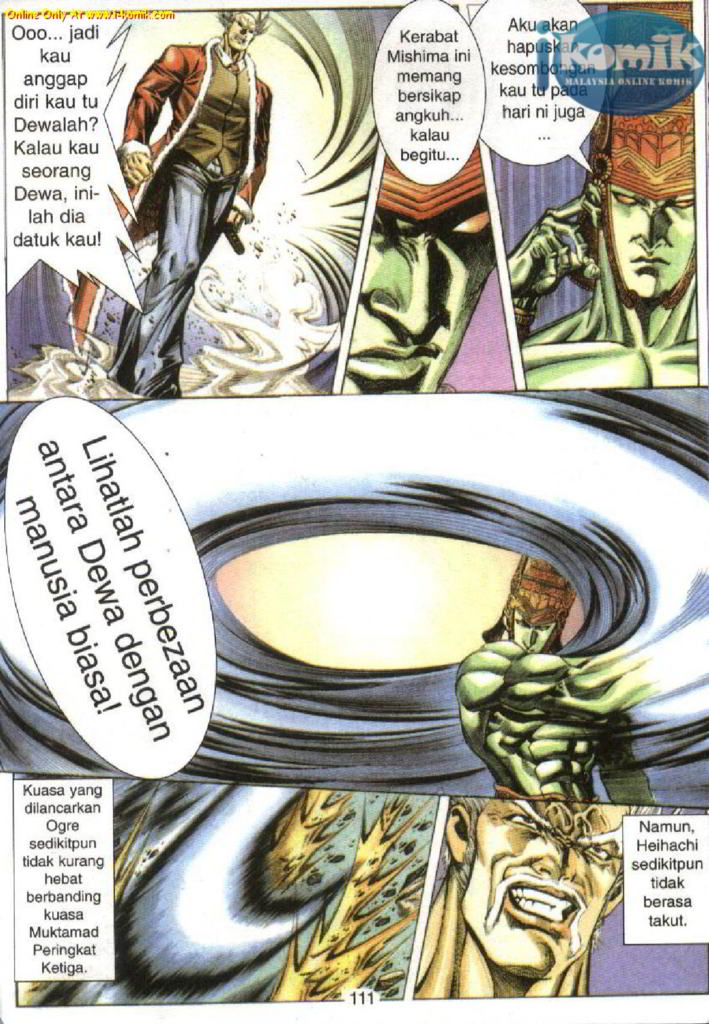 Online Only At www.i-komik.com
Ooo... jadi
kau
anggap
diri kau tu
Dewalah?
Kalau kau
seorang
Dewa, ini-
lah dia
datuk kau!
Kerabat
Mishima ini
memang
bersikap
angkuh...
kalau
begitu...
Aku akan
hapuskan
kesombongan
kau tu pada
hari ni juga
...
ikomik
MALAYSIA ONLINE KOMIK
Lihatlah perbezaan
antara Dewa dengan
manusia biasa!
Kuasa yang
dilancarkan
Ogre
sedikitpun
tidak kurang
hebat
berbanding
kuasa
Muktamad
Peringkat
Ketiga.
Namun,
Heihachi
sedikitpun
tidak
berasa
takut.
111